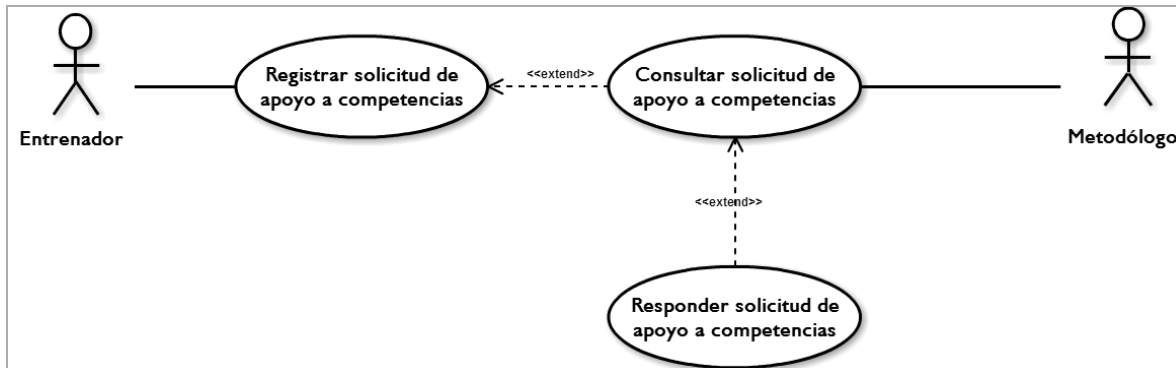 Registrar solicitud de
apoyo a competencias
<<extend>>
Consultar solicitud de
apoyo a competencias
Entrenador
Metodólogo
<<extend>>
Responder solicitud de
apoyo a competencias